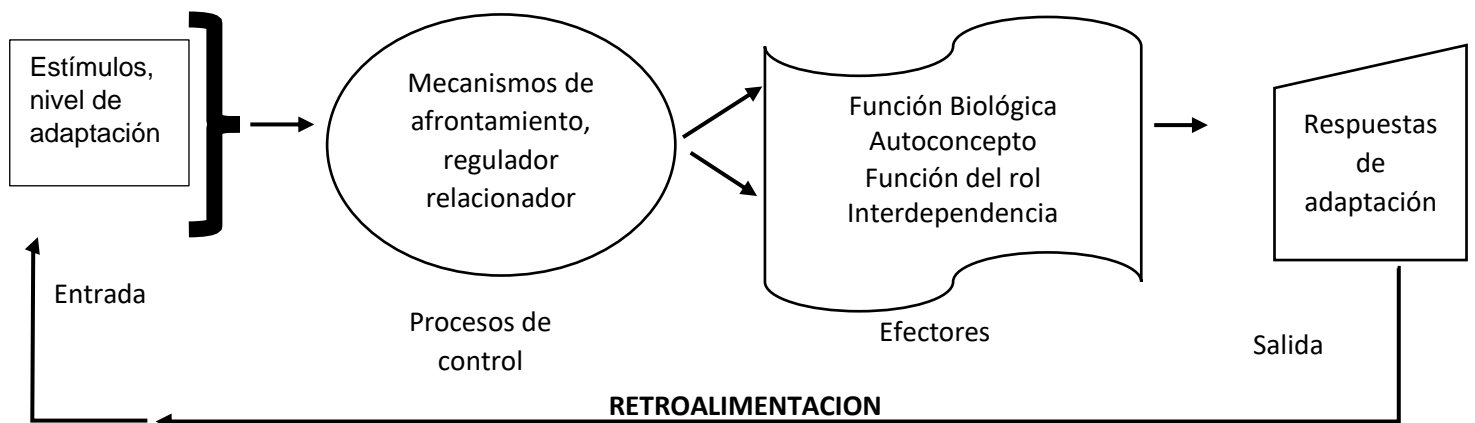 Estímulos,
nivel de
adaptación
Mecanismos de
afrontamiento,
regulador
relacionador
Función Biológica
Autoconcepto
Función del rol
Interdependencia
Respuestas
de
adaptación
Entrada
Procesos de
control
Efectores
Salida
RETROALIMENTACION